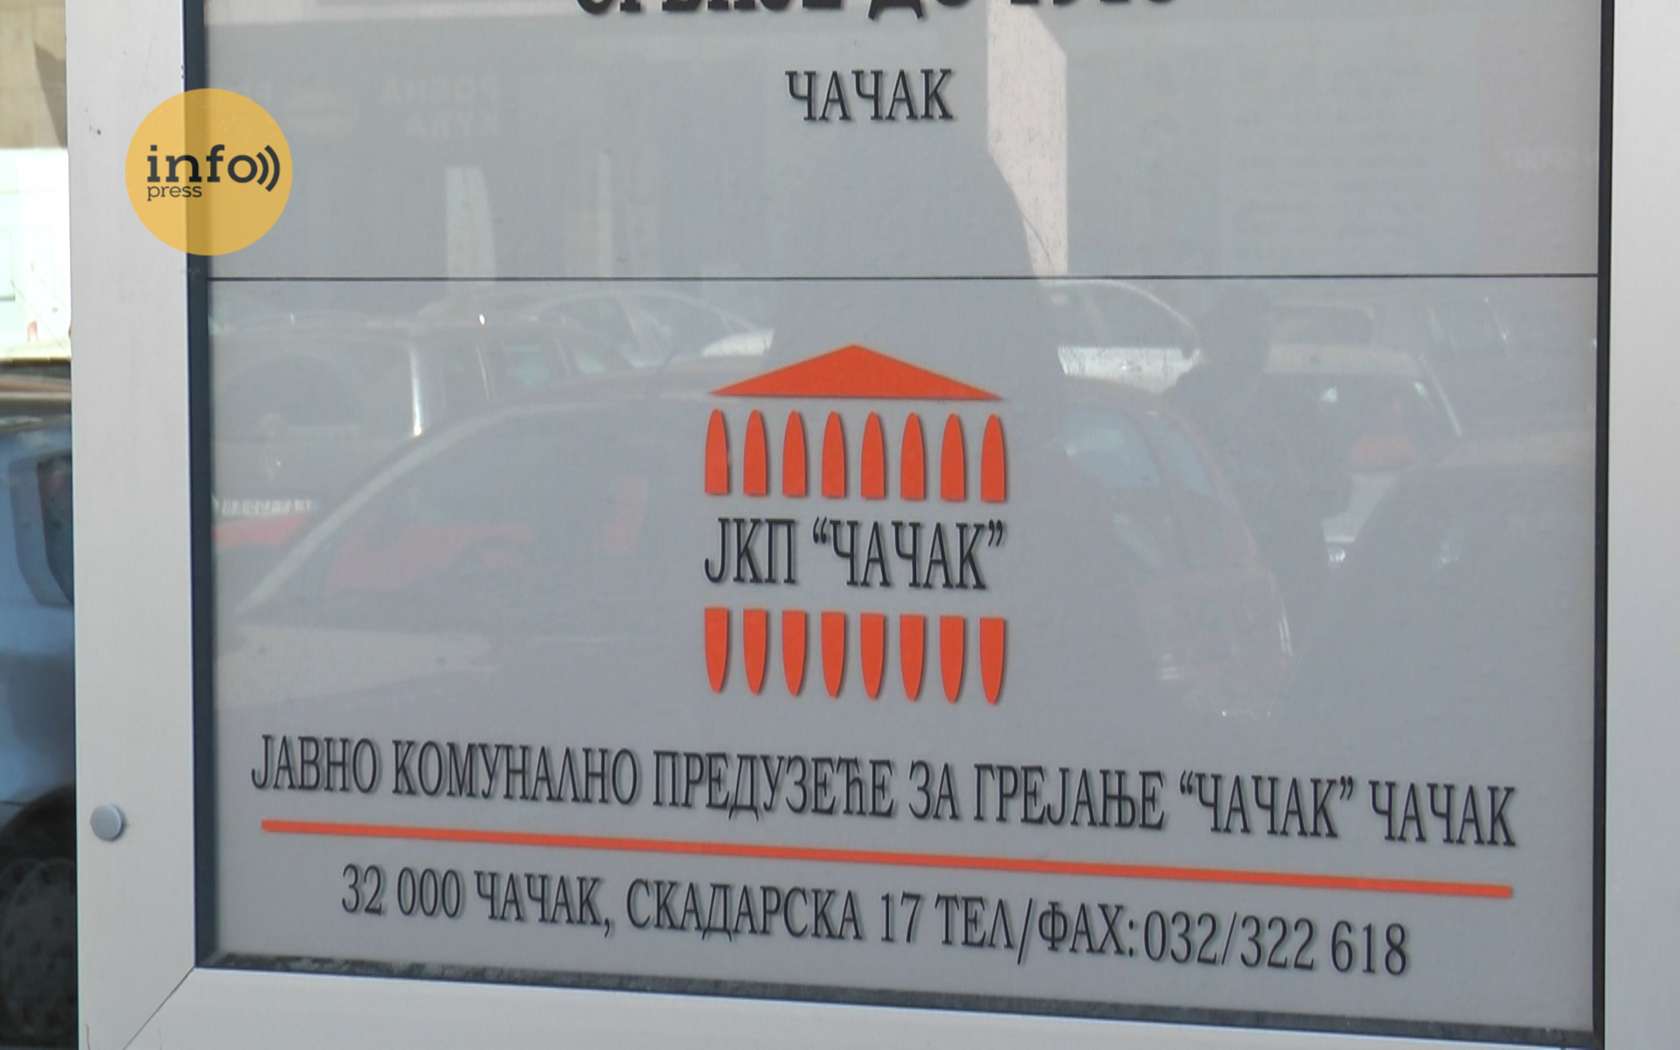 ЧАЧАК
info
press
ЈКП “ЧАЧАК”
ЈАВНО КОМУНАЛНО ПРЕДУЗЕЋЕ ЗА ГРЕЈАЊЕ “ЧАЧАК” ЧАЧАК
32 000 ЧАЧАК, СКАДАРСКА 17 ТЕЛ/ФАХ:032/322 618